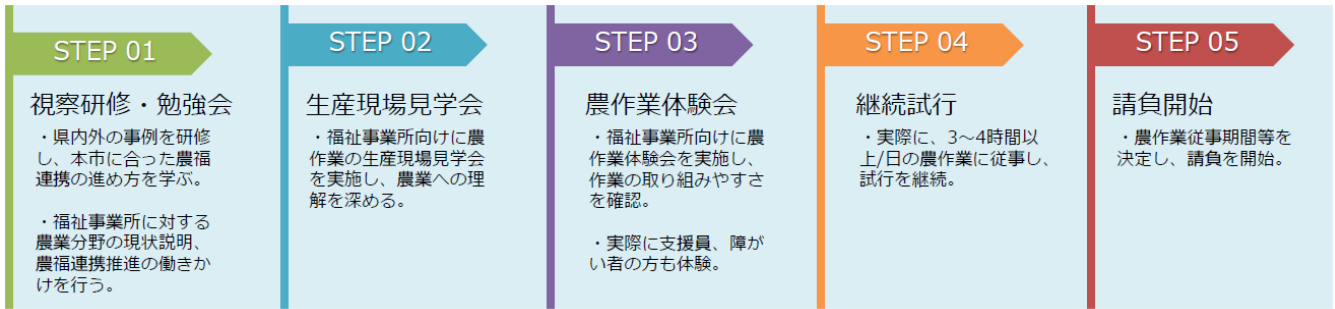 STEP 01
視察研修・勉強会
・県内外の事例を研修
し、本市に合った農福
連携の進め方を学ぶ。
・福祉事業所に対する
農業分野の現状説明、
農福連携推進の働きか
けを行う。
STEP 02
生産現場見学会
・福祉事業所向けに農
作業の生産現場見学会
を実施し、農業への理
解を深める。
STEP 03
農作業体験会
・福祉事業所向けに農
作業体験会を実施し、
作業の取り組みやすさ
を確認。
・実際に支援員、障が
い者の方も体験。
STEP 04
継続試行
・実際に、3～4時間以
上/日の農作業に従事し、
試行を継続。
STEP 05
請負開始
・農作業従事期間等を
決定し、請負を開始。